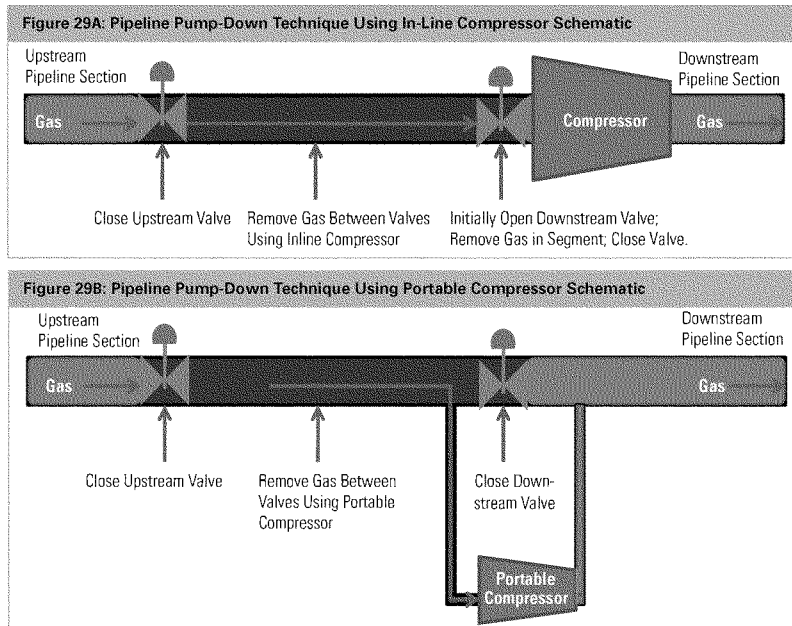 Figure 29A: Pipeline Pump-Down Technique Using In-Line Compressor Schematic
Upstream
Pipeline Section
Downstream
Pipeline Section
Gas
Compressor
Gas
Close Upstream Valve
Remove Gas Between Valves
Using Inline Compressor
Initially Open Downstream Valve;
Remove Gas in Segment; Close Valve.
Figure 29B: Pipeline Pump-Down Technique Using Portable Compressor Schematic
Upstream
Pipeline Section
Downstream
Pipeline Section
Gas
Gas
Close Upstream Valve
Remove Gas Between
Valves Using Portable
Compressor
Close Down-
stream Valve
Portable
Compressor